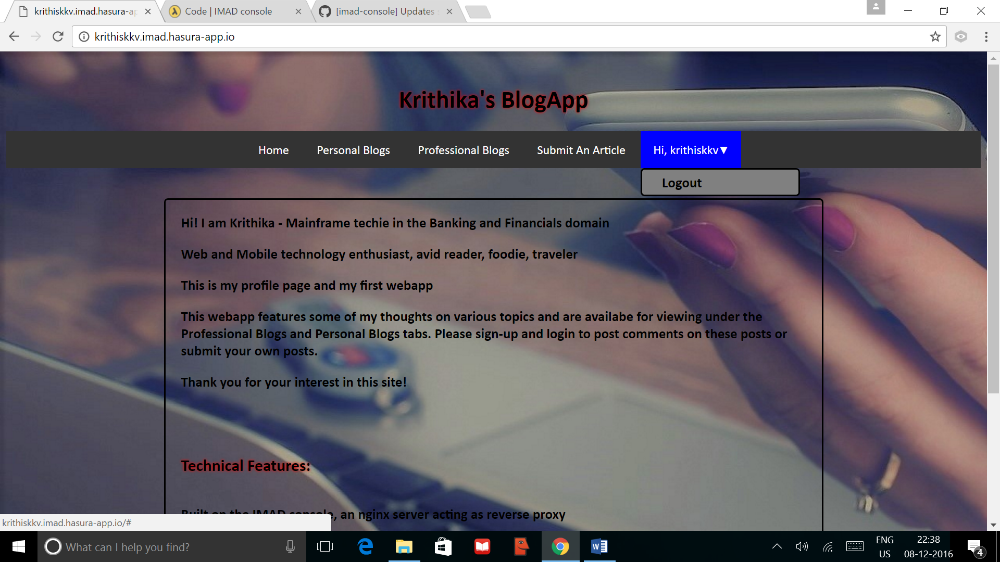 krithiskkv.imad.hasura-ap
Code | IMAD console
[imad-console] Updates
krithiskkv.imad.hasura-app.io
Krithika's BlogApp
Home Personal Blogs Professional Blogs Submit An Article Hi, krithiskkv▼
Logout
Hi! I am Krithika - Mainframe techie in the Banking and Financials domain
Web and Mobile technology enthusiast, avid reader, foodie, traveler
This is my profile page and my first webapp
This webapp features some of my thoughts on various topics and are availabe for viewing under the
Professional Blogs and Personal Blogs tabs. Please sign-up and login to post comments on these posts or
submit your own posts.
Thank you for your interest in this site!
Technical Features:
Built on the IMAD console, an nginx server acting as reverse proxy
krithiskkv.imad.hasura-app.io/#
What can I help you find?
ENG
US
22:38
08-12-2016
4